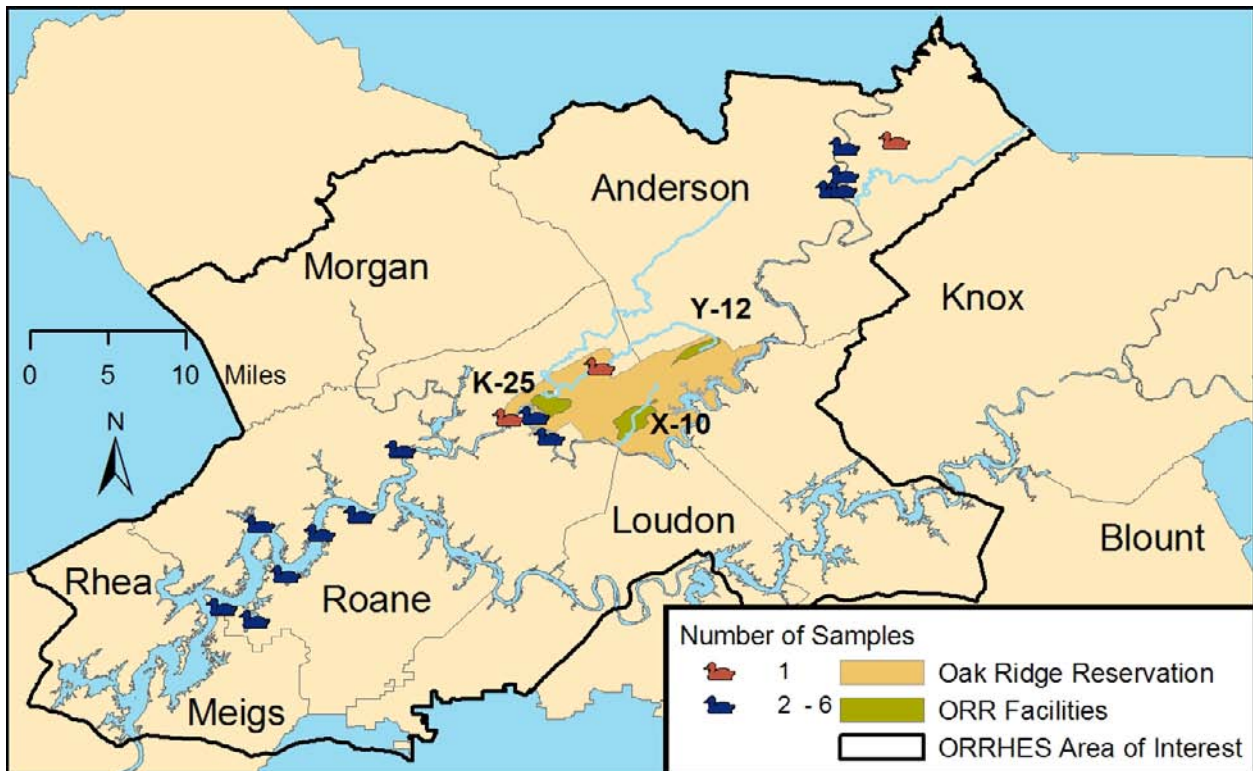 Anderson
Morgan
Knox
Y-12
0 5 10 Miles
K-25
N
X-10
Loudon
Blount
Rhea
Roane
Meigs
Number of Samples
1 Oak Ridge Reservation
2 - 6 ORR Facilities
ORRHES Area of Interest